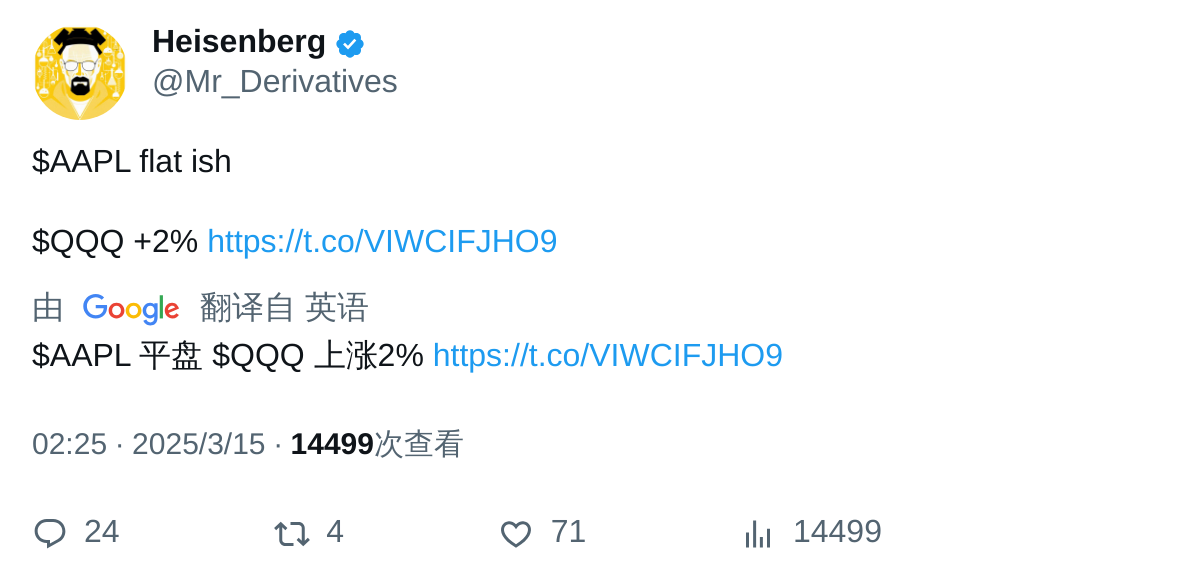 Heisenberg
@Mr_Derivatives
$AAPL flat ish
$QQQ +2% https://t.co/VIWCIFJHO9
由 Google 翻译自 英语
$AAPL 平盘 $QQQ 上涨2% https://t.co/VIWCIFJHO9
02:25 · 2025/3/15 · 14499次查看
24 4 71 14499